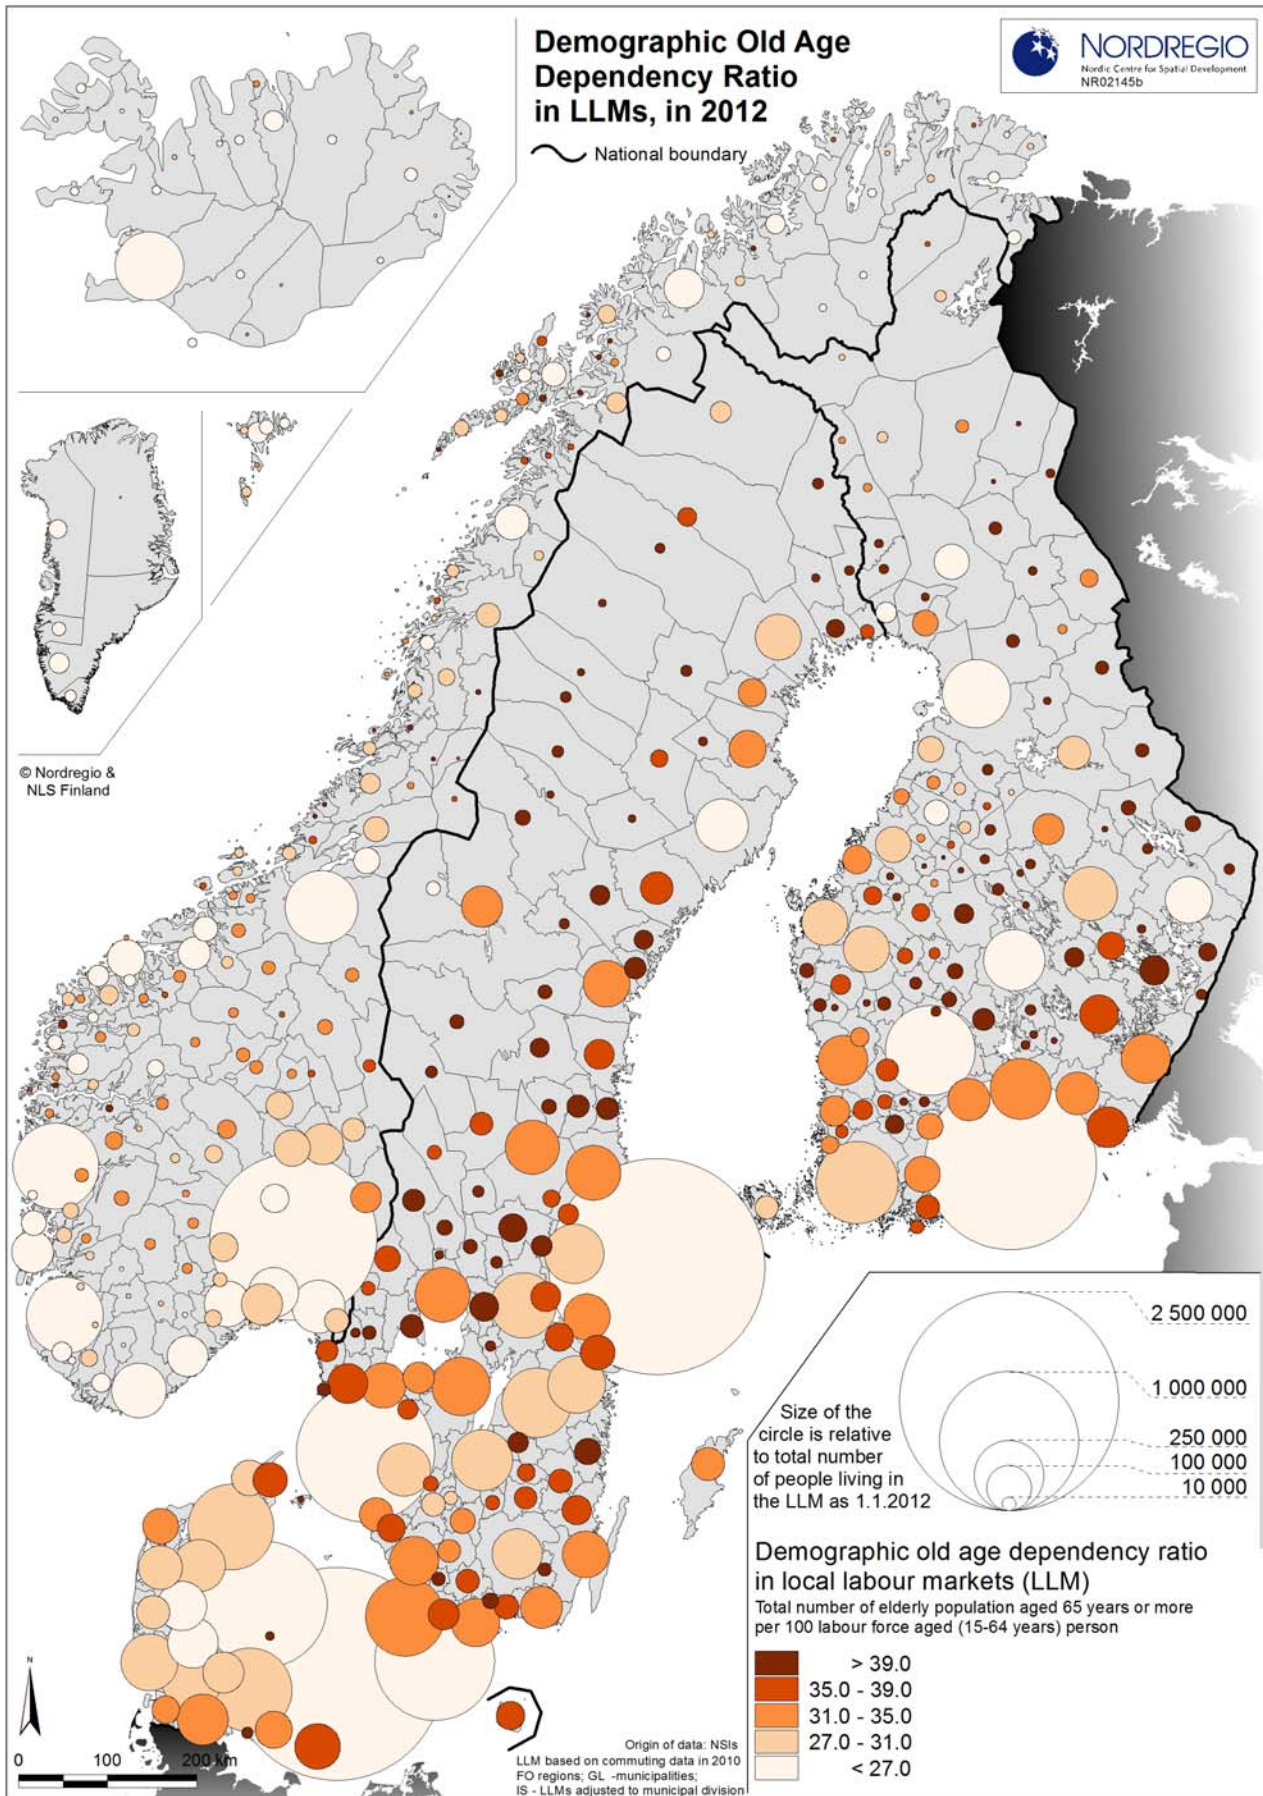 Demographic Old Age
Dependency Ratio
in LLMs, in 2012
National boundary
NORDREGIO
Nordic Centre for Spatial Development
NR02145b
© Nordregio &
NLS Finland
2 500 000
1 000 000
250 000
100 000
10 000
Size of the
circle is relative
to total number
of people living in
the LLM as 1.1.2012
Demographic old age dependency ratio
in local labour markets (LLM)
Total number of elderly population aged 65 years or more
per 100 labour force aged (15-64 years) person
> 39.0
35.0 - 39.0
31.0 - 35.0
27.0 - 31.0
< 27.0
N
0 100 200 km
Origin of data: NSIs
LLM based on commuting data in 2010
FO regions; GL -municipalities;
IS - LLMs adjusted to municipal division